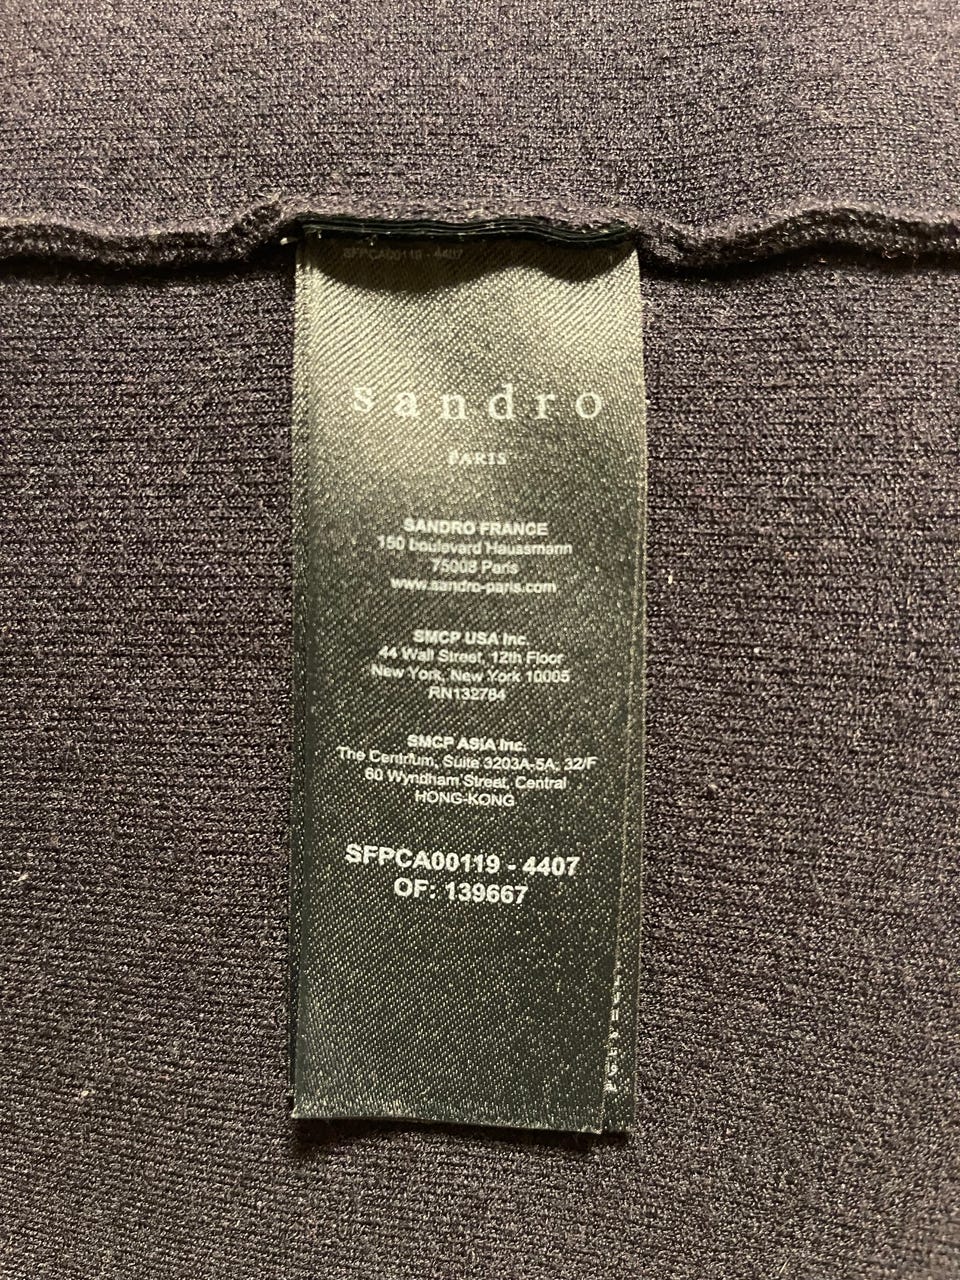 SFPCA00119 - 4407
sandro
PARIS
SANDRO FRANCE
150 boulevard Haussmann
75008 Paris
www.sandro-paris.com
SMCP USA Inc.
44 Wall Street, 12th Floor
New York, New York 10005
RN132784
SMCP ASIA Inc.
The Centrium, Suite 3203A-5A, 32/F
60 Wyndham Street, Central
HONG-KONG
SFPCA00119 - 4407
OF: 139667